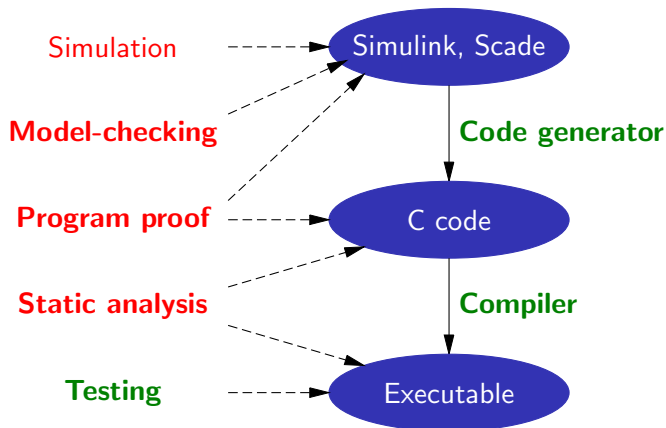 Simulation
Simulink, Scade
Model-checking
Code generator
Program proof
C code
Static analysis
Compiler
Testing
Executable